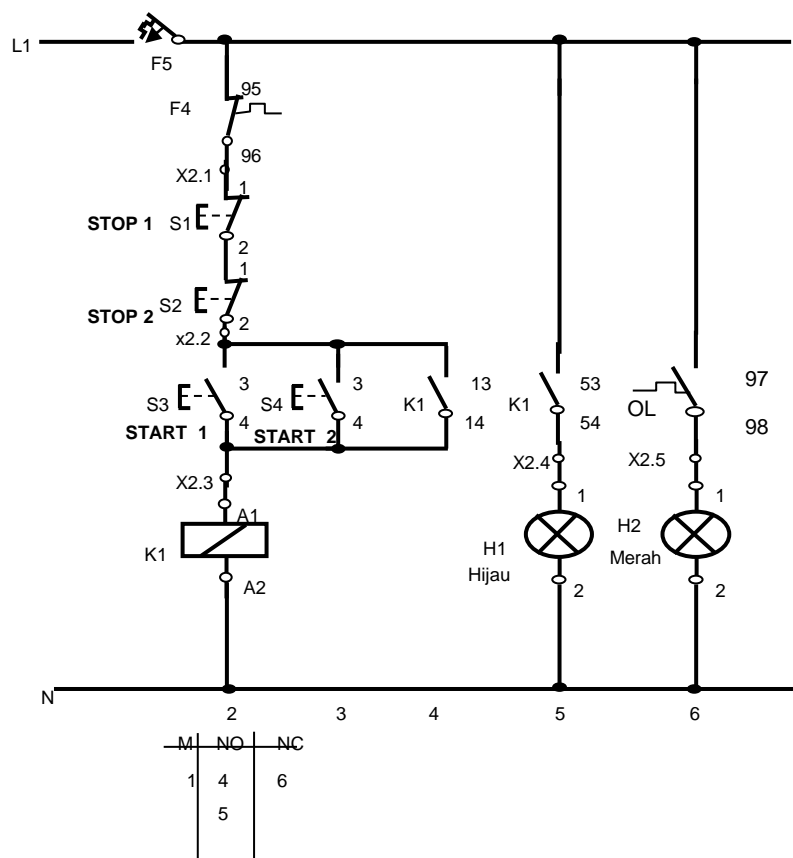 L1
F5
95
F4
96
X2.1
1
STOP 1 S1
2
1
STOP 2 S2
2
x2.2
3 3 13 53 97
S3 S4 K1 K1 OL
4 4 14 54 98
START 1 START 2
X2.3 X2.4 X2.5
A1 1 1
K1 H1 H2
Hijau Merah
A2 2 2
N
2 3 4 5 6
M NO NC
1 4 6
5